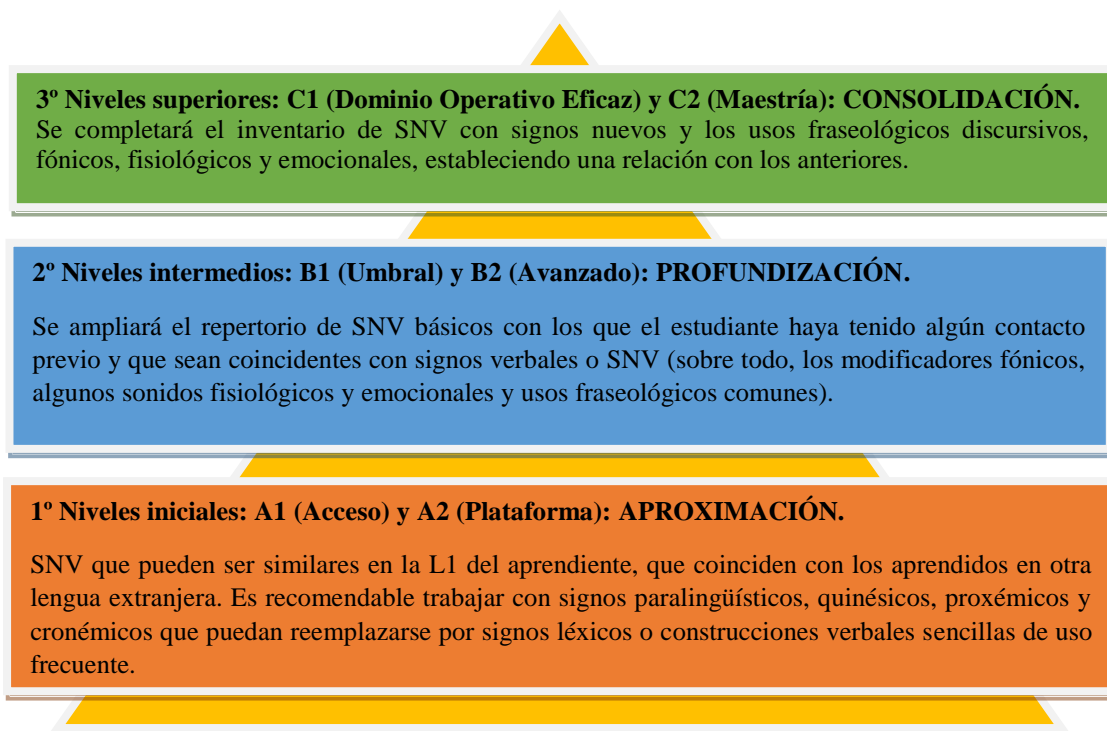 3º Niveles superiores: C1 (Dominio Operativo Eficaz) y C2 (Maestría): CONSOLIDACIÓN.
Se completará el inventario de SNV con signos nuevos y los usos fraseológicos discursivos,
fónicos, fisiológicos y emocionales, estableciendo una relación con los anteriores.
2º Niveles intermedios: B1 (Umbral) y B2 (Avanzado): PROFUNDIZACIÓN.
Se ampliará el repertorio de SNV básicos con los que el estudiante haya tenido algún contacto
previo y que sean coincidentes con signos verbales o SNV (sobre todo, los modificadores fónicos,
algunos sonidos fisiológicos y emocionales y usos fraseológicos comunes).
1º Niveles iniciales: A1 (Acceso) y A2 (Plataforma): APROXIMACIÓN.
SNV que pueden ser similares en la L1 del aprendiente, que coinciden con los aprendidos en otra
lengua extranjera. Es recomendable trabajar con signos paralingüísticos, quinésicos, proxémicos y
cronémicos que puedan reemplazarse por signos léxicos o construcciones verbales sencillas de uso
frecuente.